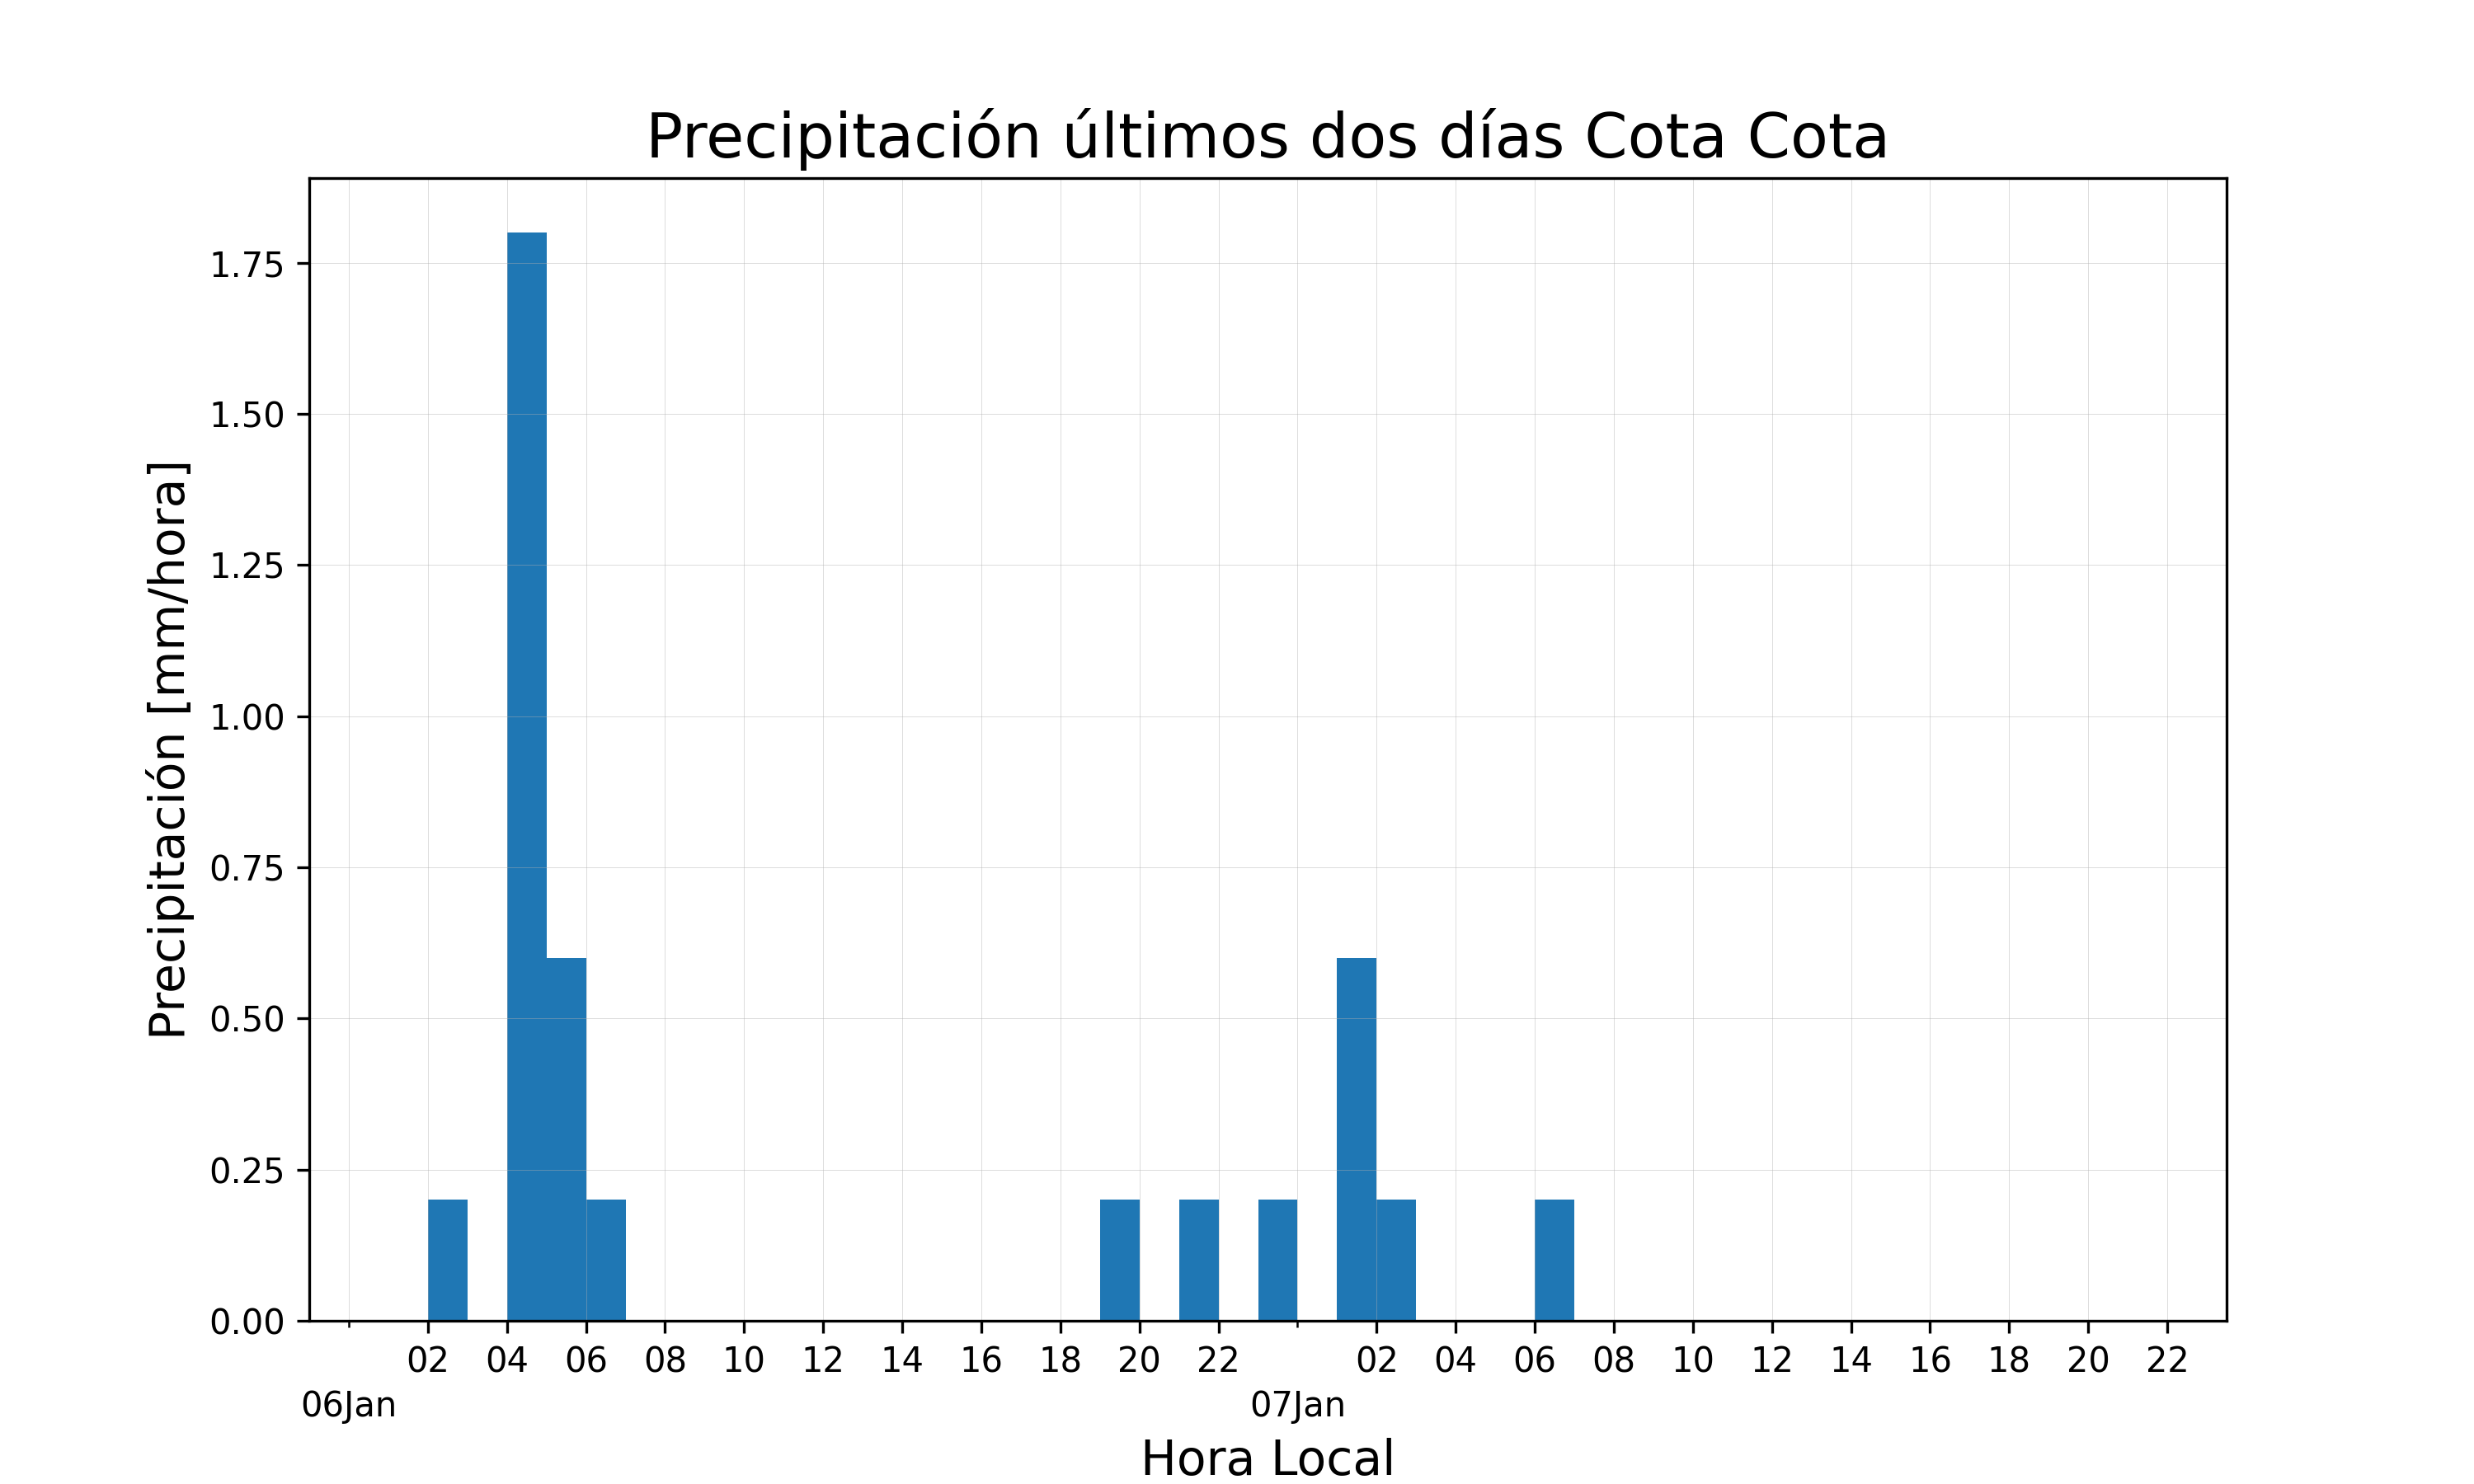 Precipitación últimos dos días Cota Cota
Precipitación [mm/hora]
1.75
1.50
1.25
1.00
0.75
0.50
0.25
0.00
02 04 06 08 10 12 14 16 18 20 22 02 04 06 08 10 12 14 16 18 20 22
06Jan 07Jan
Hora Local